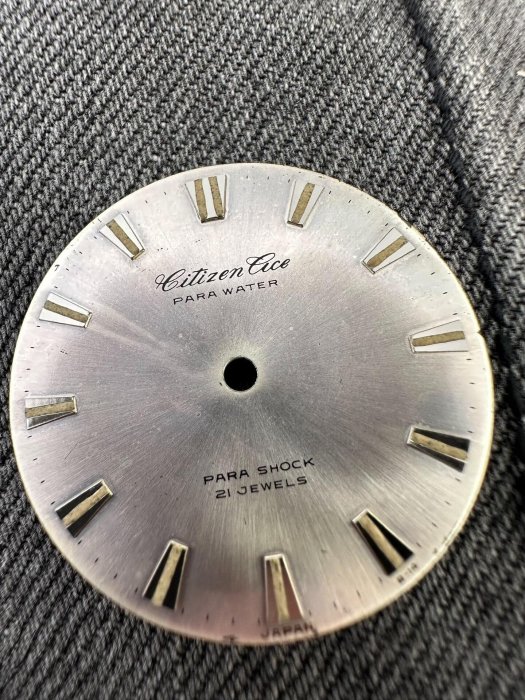 Citizen Ace
PARA WATER
PARA SHOCK
21 JEWELS
JAPAN